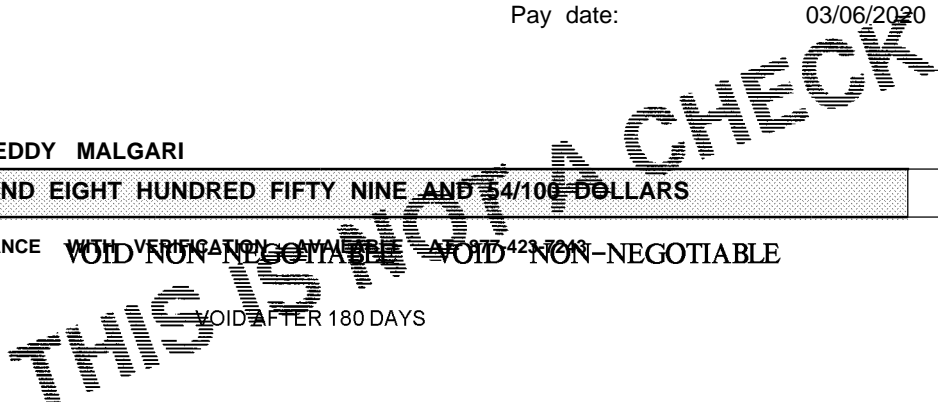 Pay date: 03/06/2020
EDDY MALGARI
ND EIGHT HUNDRED FIFTY NINE AND 54/100 DOLLARS
NCE WITH VERIFICATION AVAILABLE AT 877-423-7243
VOID NON-NEGOTIABLE VOID NON-NEGOTIABLE
VOID AFTER 180 DAYS
THIS IS NOT A CHECK